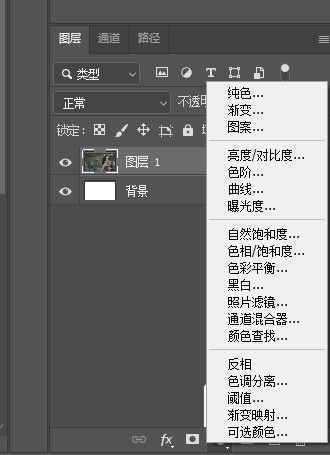 图层 通道 路径
类型
正常 不透明
锁定:
图层 1
背景
纯色...
渐变...
图案...
亮度/对比度...
色阶...
曲线...
曝光度...
自然饱和度...
色相/饱和度...
色彩平衡...
黑白...
照片滤镜...
通道混合器...
颜色查找...
反相
色调分离...
阈值...
渐变映射...
可选颜色...
fx